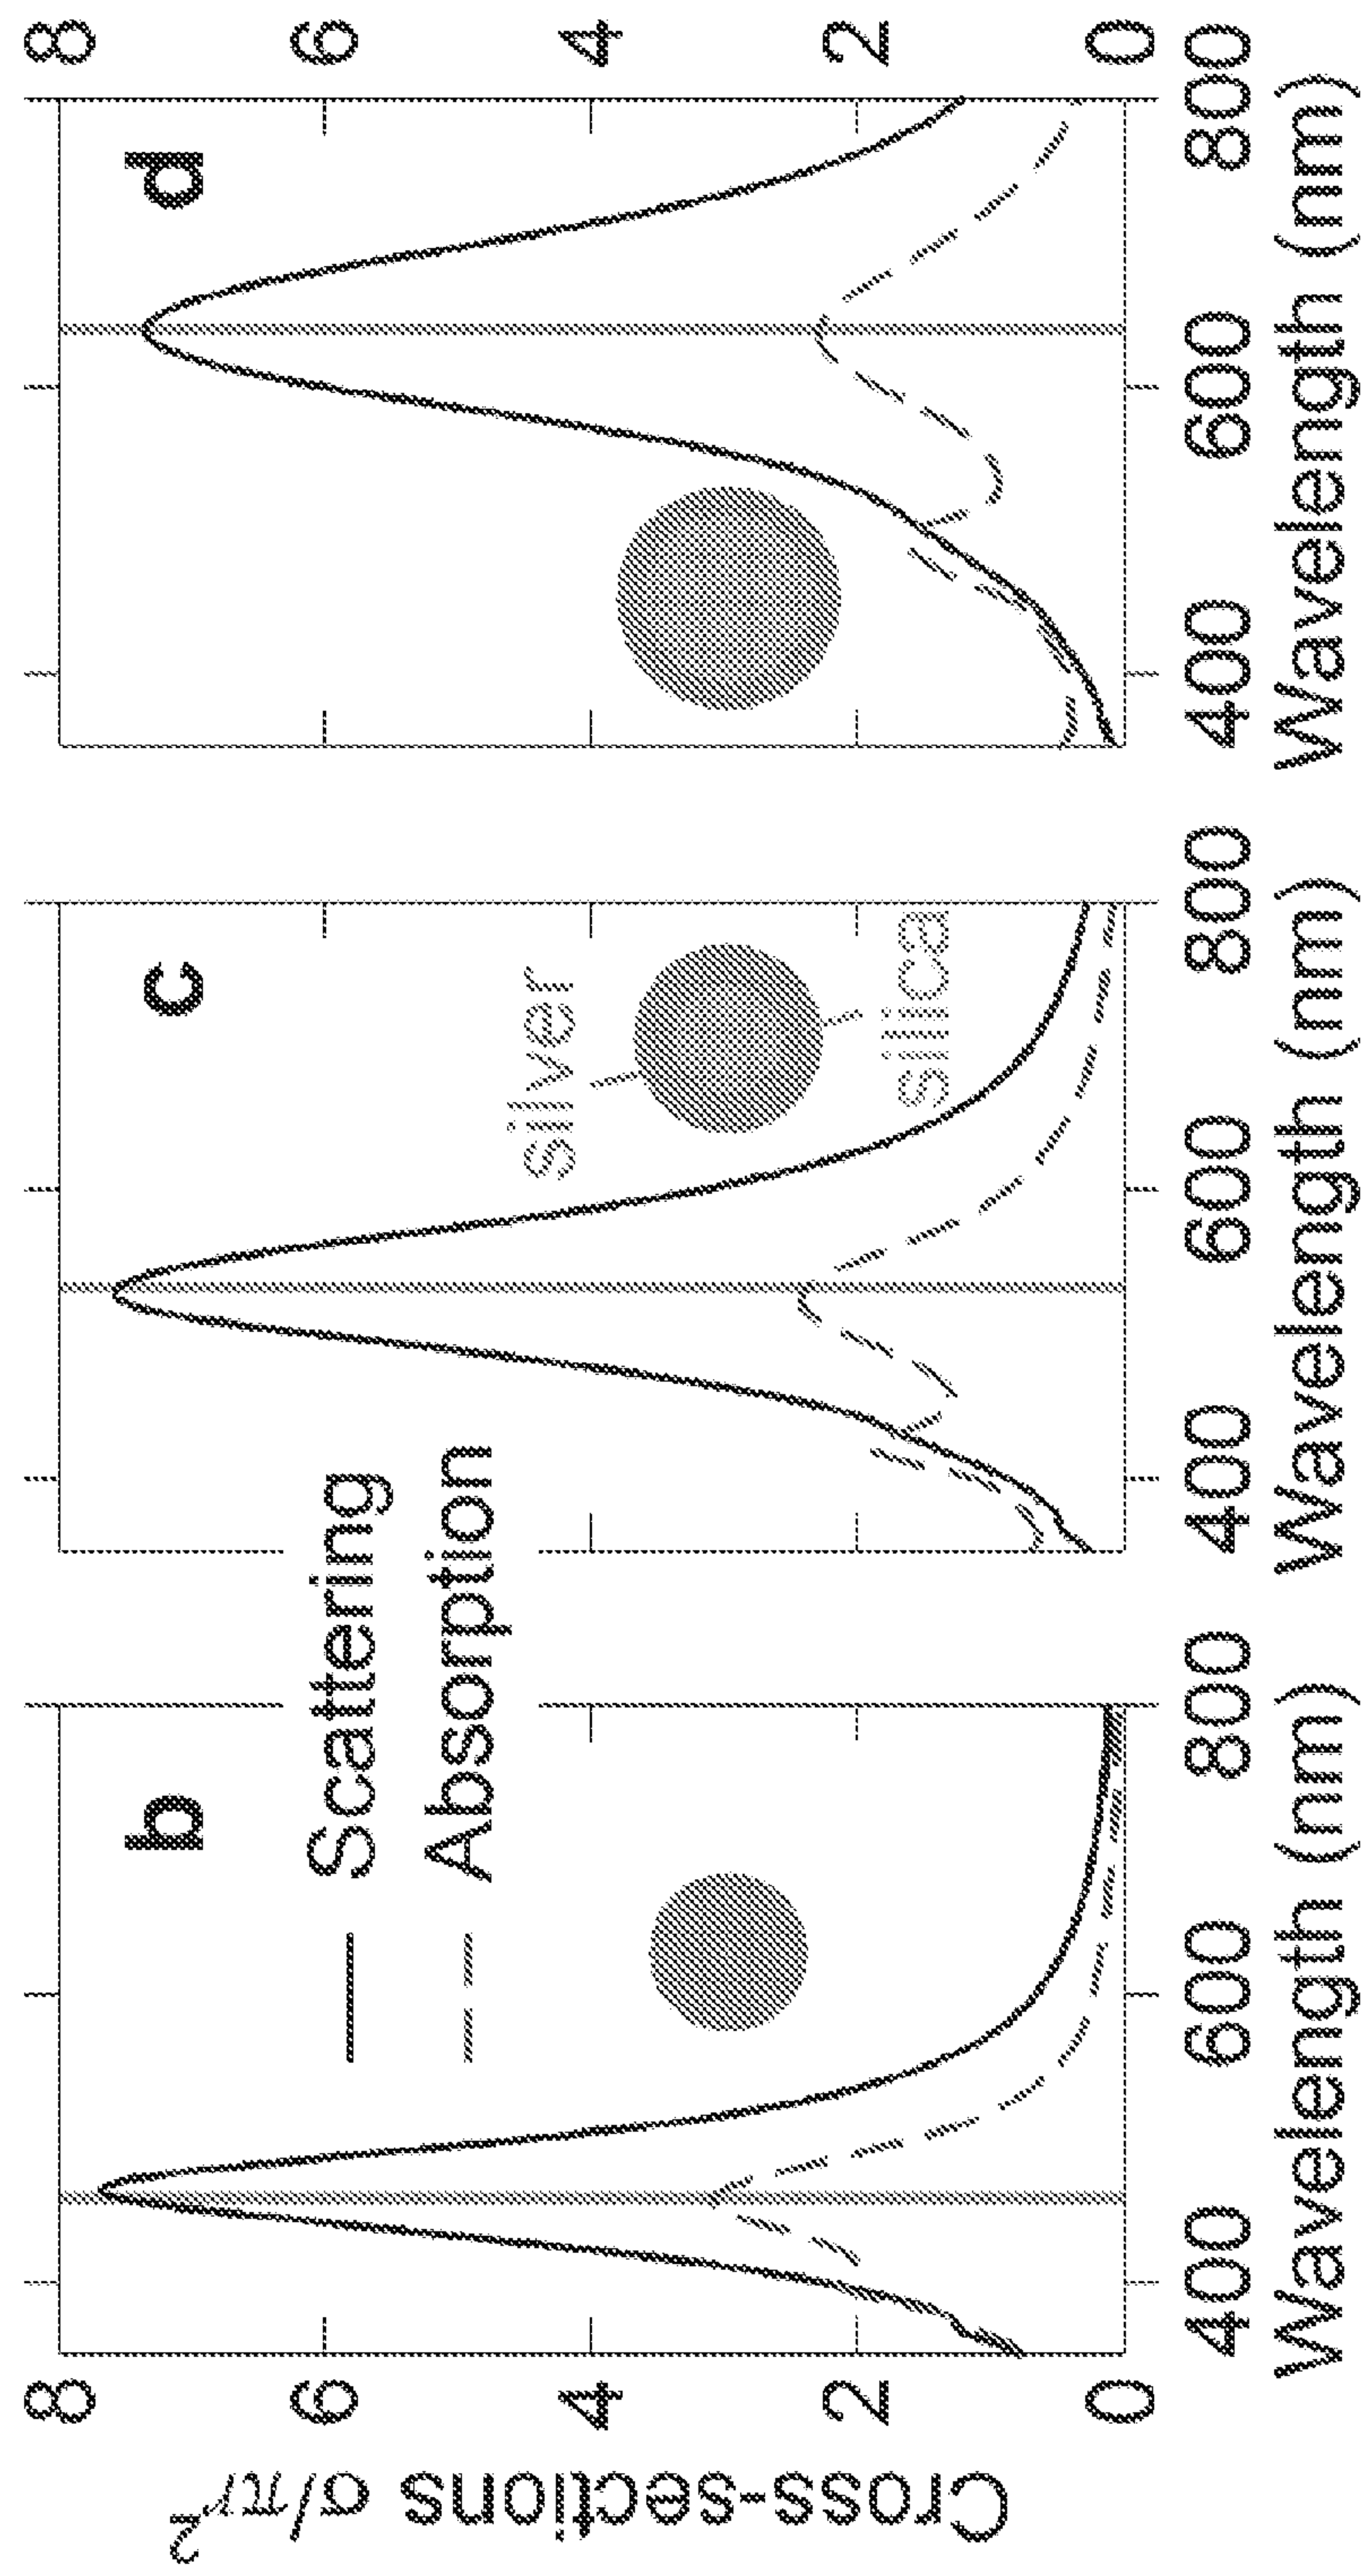 Cross-sections σ/πr²
8
6
4
2
0
b
Scattering
Absorption
400
600
800
Wavelength (nm)
c
silver
silica
400
600
800
Wavelength (nm)
d
400
600
800
Wavelength (nm)
8
6
4
2
0